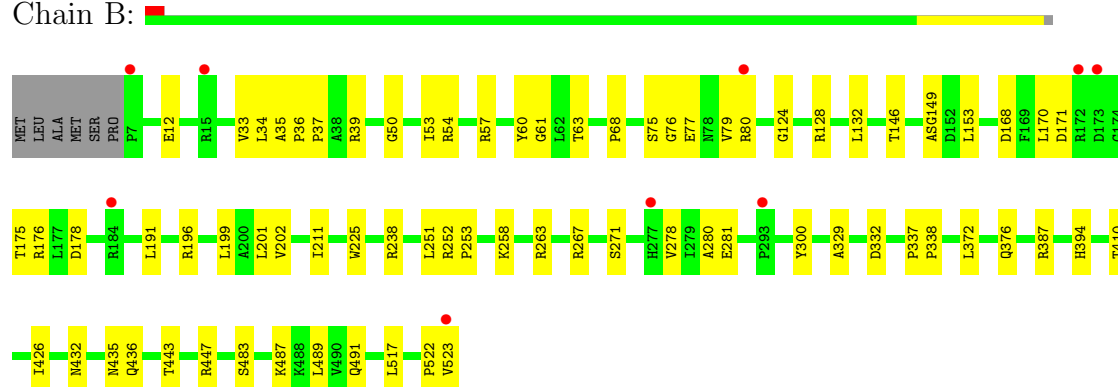 Chain B:
MET LEU ALA MET SER PRO P7 E12 R15 V33 L34 A35 P36 P37 A38 R39 G50 I53 R54 R57 Y60 G61 L62 T63 P68 S75 G76 E77 N78 V79 R80 G124 R128 L132 T146 ASG149 D152 L153 D168 F169 L170 D171 R172 D173 G174
T175 R176 L177 D178 R184 L191 R196 L199 A200 L201 V202 I211 W225 R238 L251 R252 P253 K258 R263 R267 S271 H277 V278 I279 A280 E281 P293 Y300 A329 D332 P337 P338 L372 Q376 R387 H394 T410
I426 N432 N435 Q436 T443 R447 S483 K487 K488 L489 V490 Q491 L517 P522 V523